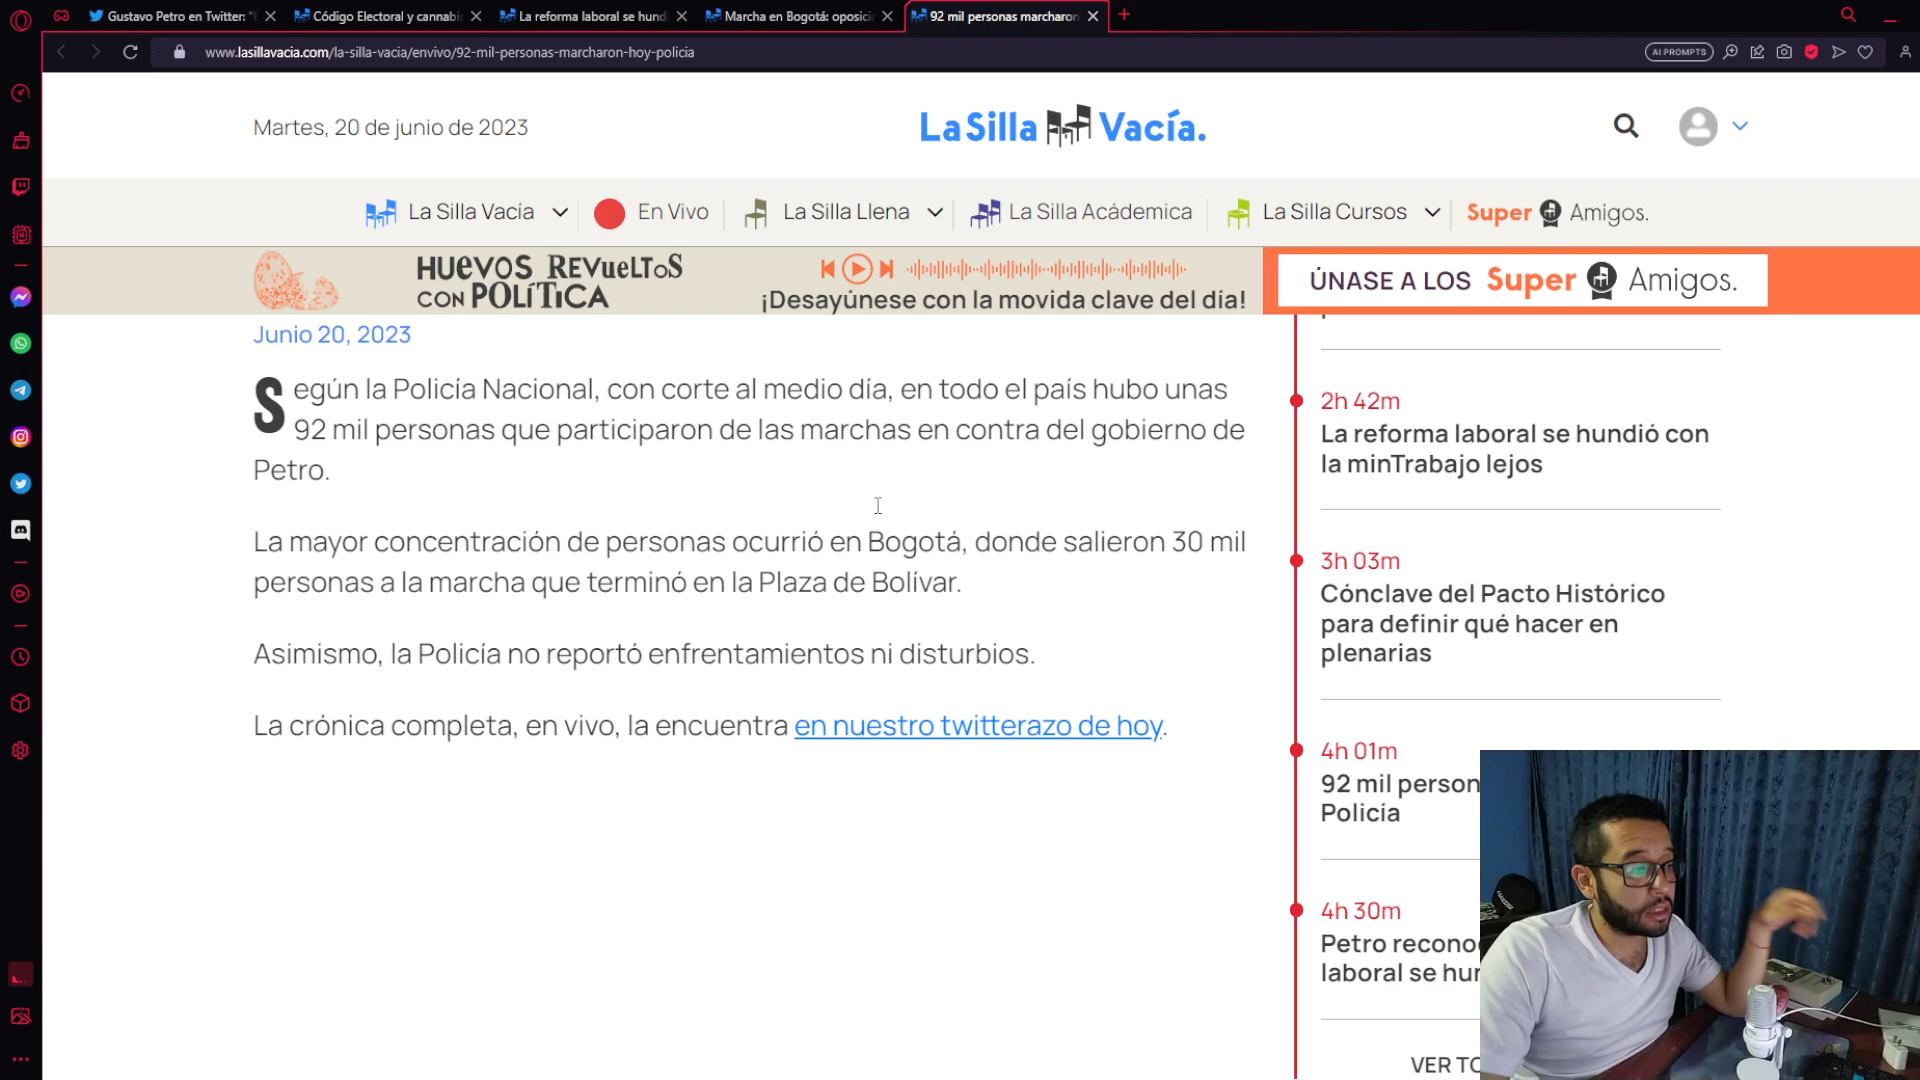 Gustavo Petro en Twitter: "
Código Electoral y cannabis
La reforma laboral se hundi
Marcha en Bogotá: oposici
92 mil personas marcharon
www.lasillavacia.com/la-silla-vacia/envivo/92-mil-personas-marcharon-hoy-policia
AI PROMPTS
Martes, 20 de junio de 2023
La Silla Vacía.
La Silla Vacía
En Vivo
La Silla Llena
La Silla Acádemica
La Silla Cursos
Super Amigos.
HUEVOS REVUELTOS
CON POLÍTICA
¡Desayúnese con la movida clave del día!
ÚNASE A LOS Super Amigos.
Junio 20, 2023
Según la Policía Nacional, con corte al medio día, en todo el país hubo unas
92 mil personas que participaron de las marchas en contra del gobierno de
Petro.
La mayor concentración de personas ocurrió en Bogotá, donde salieron 30 mil
personas a la marcha que terminó en la Plaza de Bolívar.
Asimismo, la Policía no reportó enfrentamientos ni disturbios.
La crónica completa, en vivo, la encuentra en nuestro twitterazo de hoy.
2h 42m
La reforma laboral se hundió con
la minTrabajo lejos
3h 03m
Cónclave del Pacto Histórico
para definir qué hacer en
plenarias
4h 01m
92 mil person
Policía
4h 30m
Petro recono
laboral se hun
VER TO